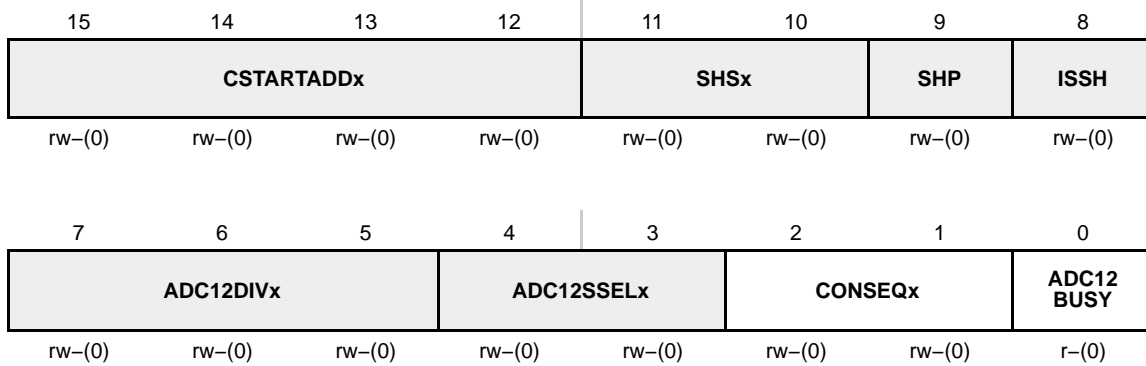 15 14 13 12 11 10 9 8
CSTARTADDx SHSx SHP ISSH
rw−(0) rw−(0) rw−(0) rw−(0) rw−(0) rw−(0) rw−(0) rw−(0)
7 6 5 4 3 2 1 0
ADC12DIVx ADC12SSELx CONSEQx ADC12
BUSY
rw−(0) rw−(0) rw−(0) rw−(0) rw−(0) rw−(0) rw−(0) r−(0)